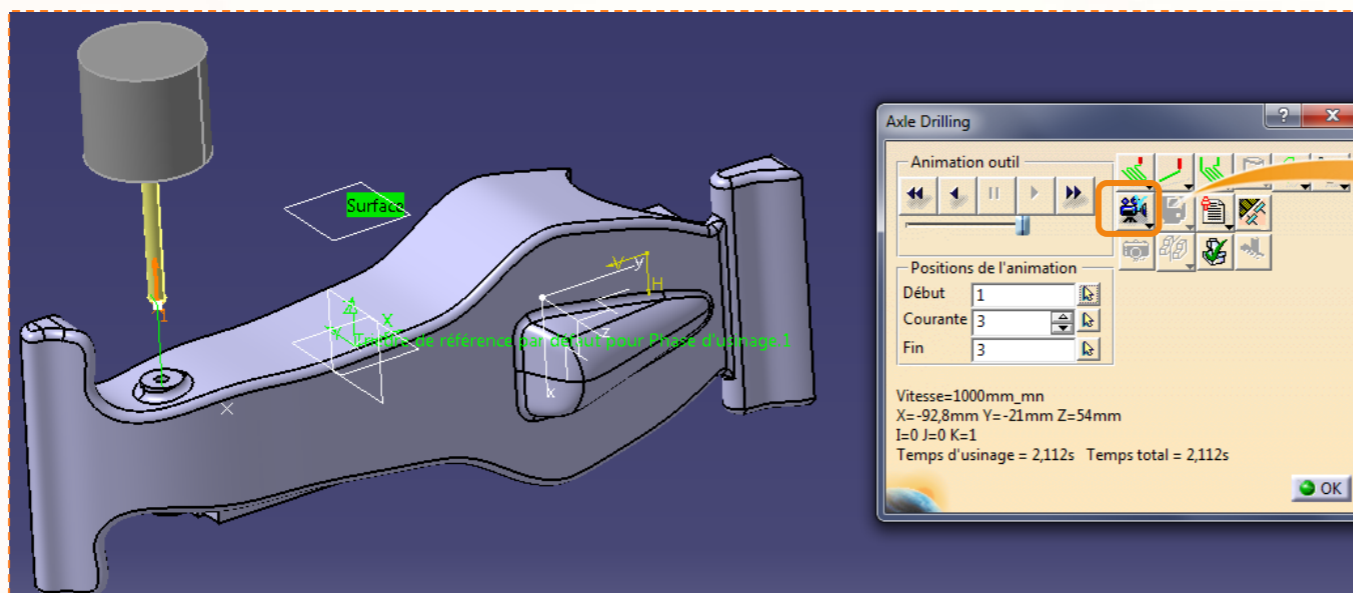 Surface
y
V
H
z
Z
X
Y
Entrée de référence par défaut pour Phase d'usinage.1
x
1
Axle Drilling
Animation outil
Positions de l'animation
Début 1
Courante 3
Fin 3
Vitesse=1000mm_mn
X=-92,8mm Y=-21mm Z=54mm
I=0 J=0 K=1
Temps d'usinage = 2,112s Temps total = 2,112s
OK